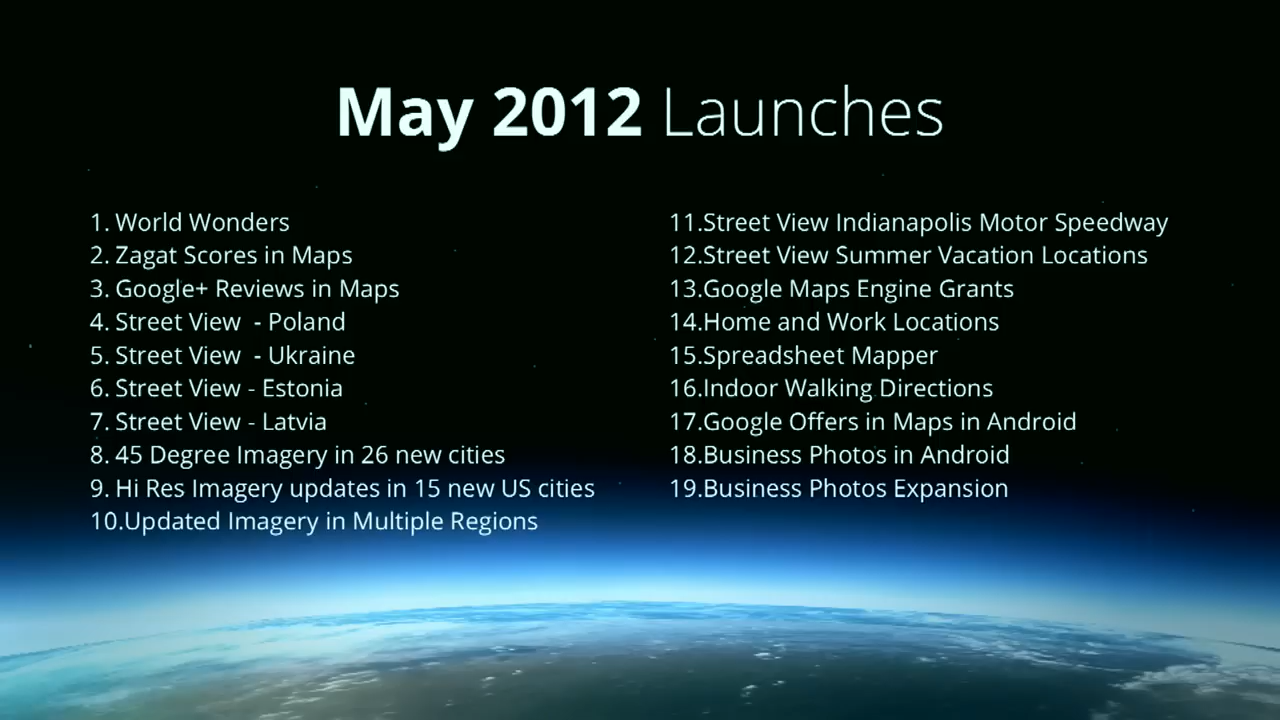 May 2012 Launches
1. World Wonders
2. Zagat Scores in Maps
3. Google+ Reviews in Maps
4. Street View  - Poland
5. Street View  - Ukraine
6. Street View - Estonia
7. Street View - Latvia
8. 45 Degree Imagery in 26 new cities
9. Hi Res Imagery updates in 15 new US cities
10.Updated Imagery in Multiple Regions
11.Street View Indianapolis Motor Speedway
12.Street View Summer Vacation Locations
13.Google Maps Engine Grants
14.Home and Work Locations
15.Spreadsheet Mapper
16.Indoor Walking Directions
17.Google Offers in Maps in Android
18.Business Photos in Android
19.Business Photos Expansion